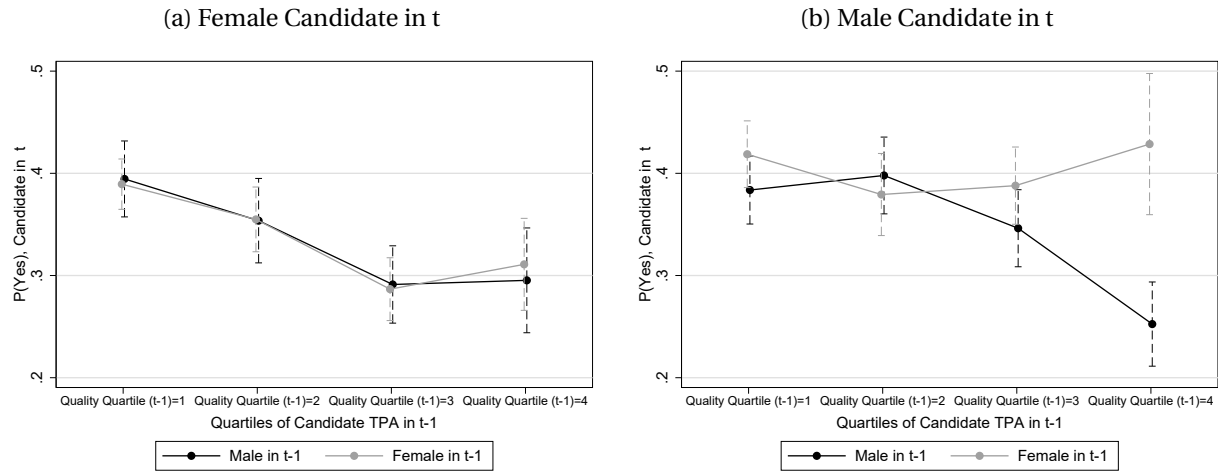 (a) Female Candidate in t
P(Yes), Candidate in t
.5
.4
.3
.2
Quality Quartile (t-1)=1 Quality Quartile (t-1)=2 Quality Quartile (t-1)=3 Quality Quartile (t-1)=4
Quartiles of Candidate TPA in t-1
Male in t-1 Female in t-1
(b) Male Candidate in t
P(Yes), Candidate in t
.5
.4
.3
.2
Quality Quartile (t-1)=1 Quality Quartile (t-1)=2 Quality Quartile (t-1)=3 Quality Quartile (t-1)=4
Quartiles of Candidate TPA in t-1
Male in t-1 Female in t-1